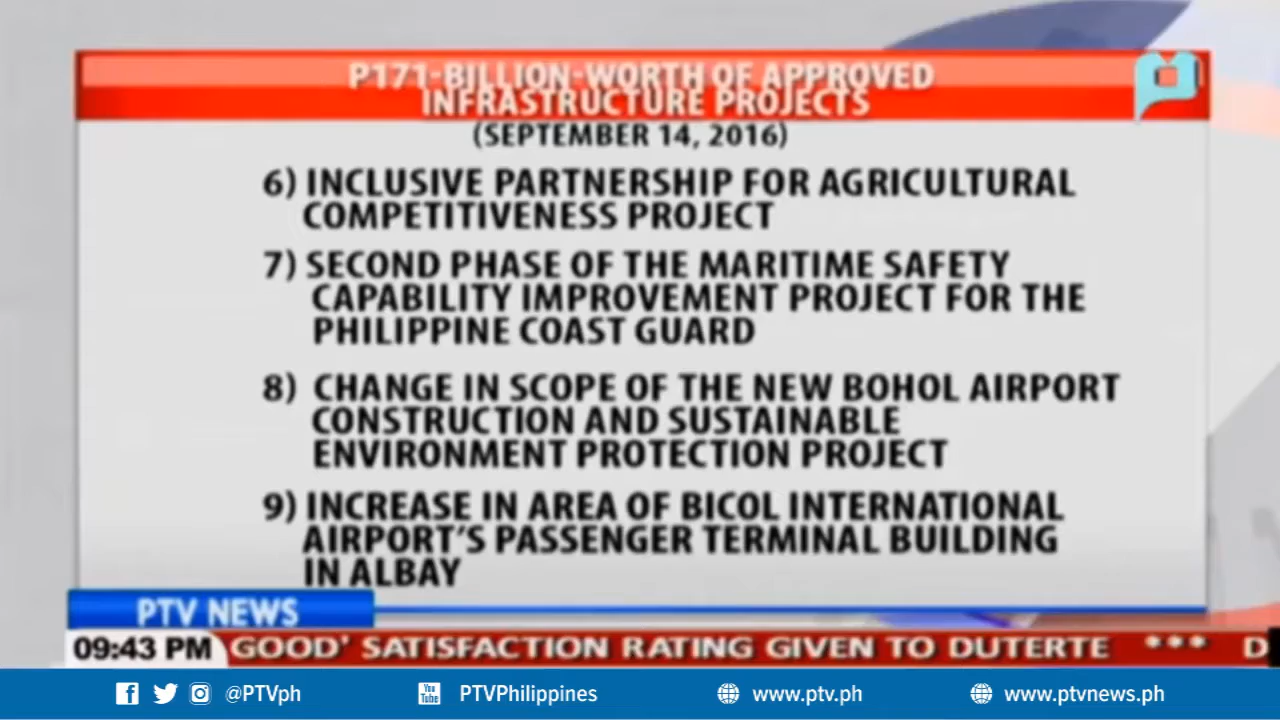 P171-BILLION-WORTH OF APPROVED
INFRASTRUCTURE PROJECTS
(SEPTEMBER 14, 2016)
6) INCLUSIVE PARTNERSHIP FOR AGRICULTURAL
COMPETITIVENESS PROJECT
7) SECOND PHASE OF THE MARITIME SAFETY
CAPABILITY IMPROVEMENT PROJECT FOR THE
PHILIPPINE COAST GUARD
8) CHANGE IN SCOPE OF THE NEW BOHOL AIRPORT
CONSTRUCTION AND SUSTAINABLE
ENVIRONMENT PROTECTION PROJECT
9) INCREASE IN AREA OF BICOL INTERNATIONAL
AIRPORT'S PASSENGER TERMINAL BUILDING
IN ALBAY
PTV NEWS
09:43 PM GOOD' SATISFACTION RATING GIVEN TO DUTERTE *** D
@PTVph You Tube PTVPhilippines www.ptv.ph www.ptvnews.ph